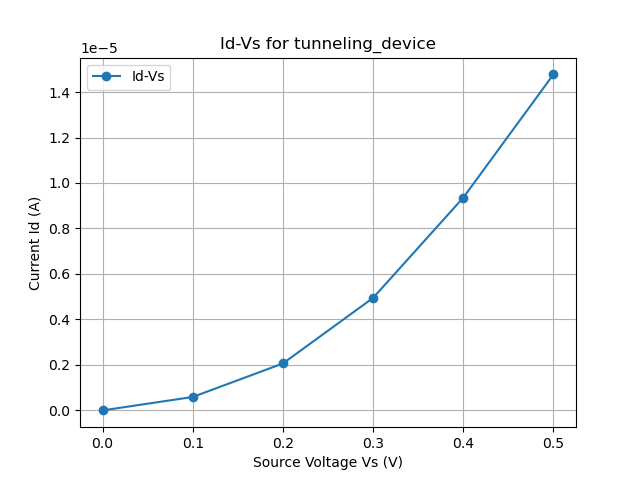 Id-Vs for tunneling_device
1e−5
Id-Vs
1.4
1.2
1.0
0.8
0.6
0.4
0.2
0.0
Current Id (A)
0.0 0.1 0.2 0.3 0.4 0.5
Source Voltage Vs (V)